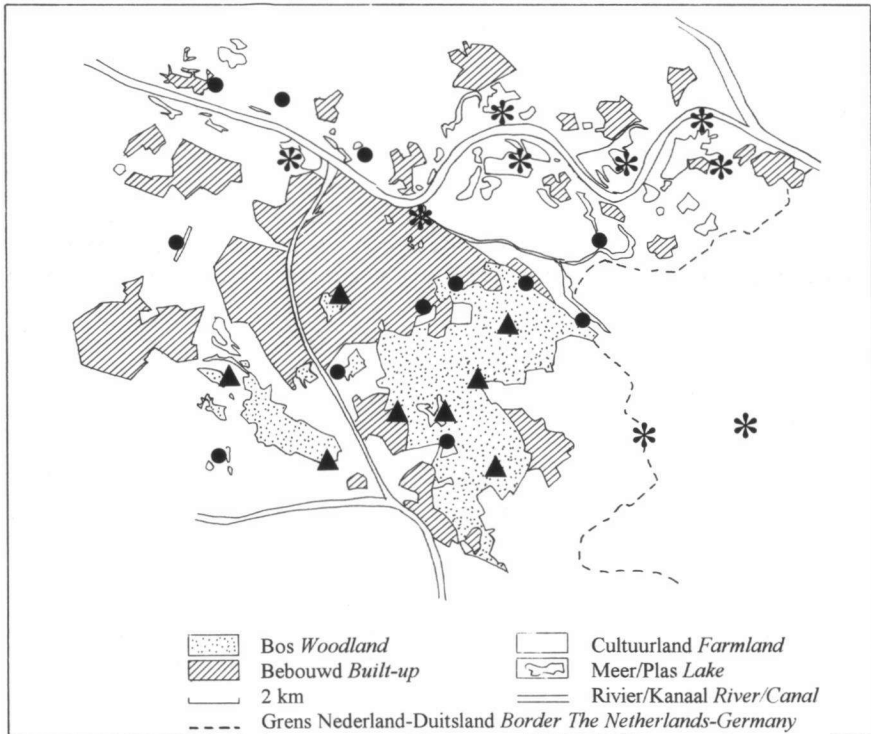 Bos Woodland
Cultuurland Farmland
Bebouwd Built-up
Meer/Plas Lake
2 km
Rivier/Kanaal River/Canal
Grens Nederland-Duitsland Border The Netherlands-Germany